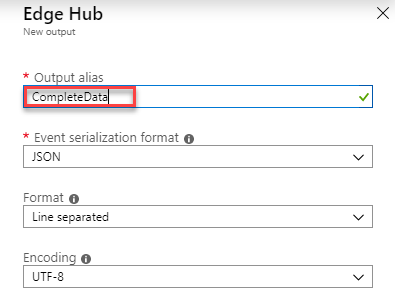 Edge Hub
New output
* Output alias
CompleteData
* Event serialization format
JSON
Format
Line separated
Encoding
UTF-8